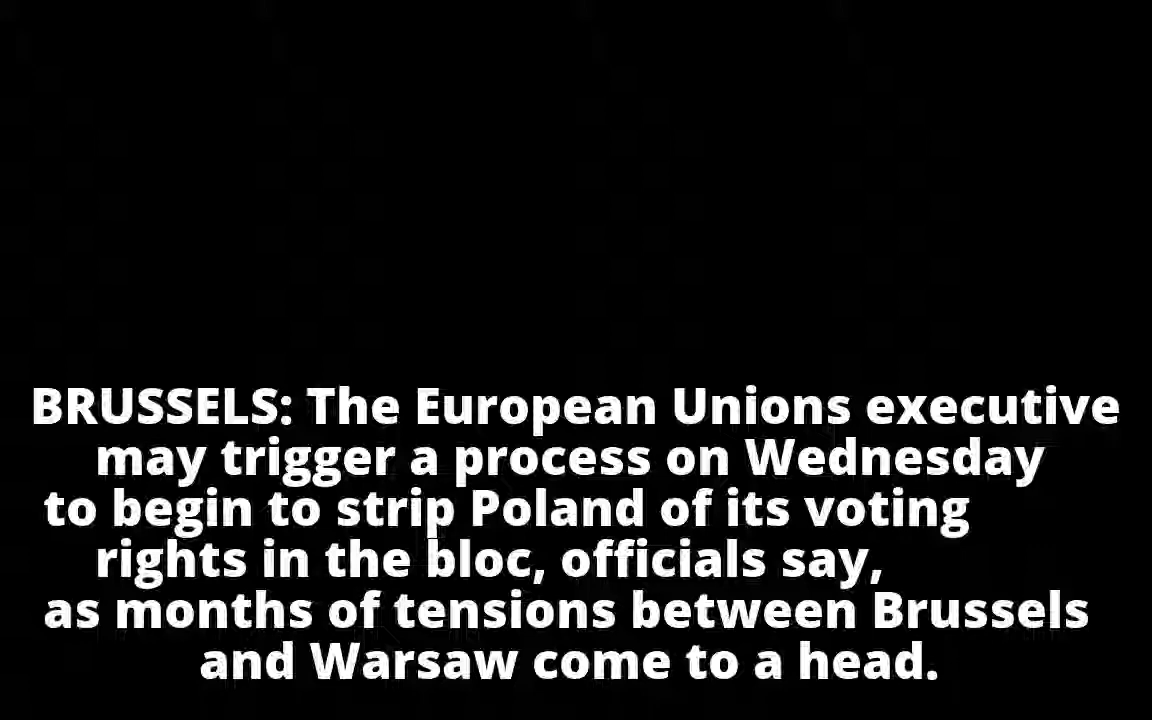 BRUSSELS: The European Unions executive
may trigger a process on Wednesday
to begin to strip Poland of its voting
rights in the bloc, officials say,
as months of tensions between Brussels
and Warsaw come to a head.